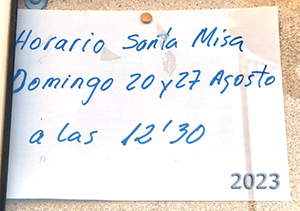 Horario Santa Misa
Domingo 20 y 27 Agosto
a las 12'30
2023